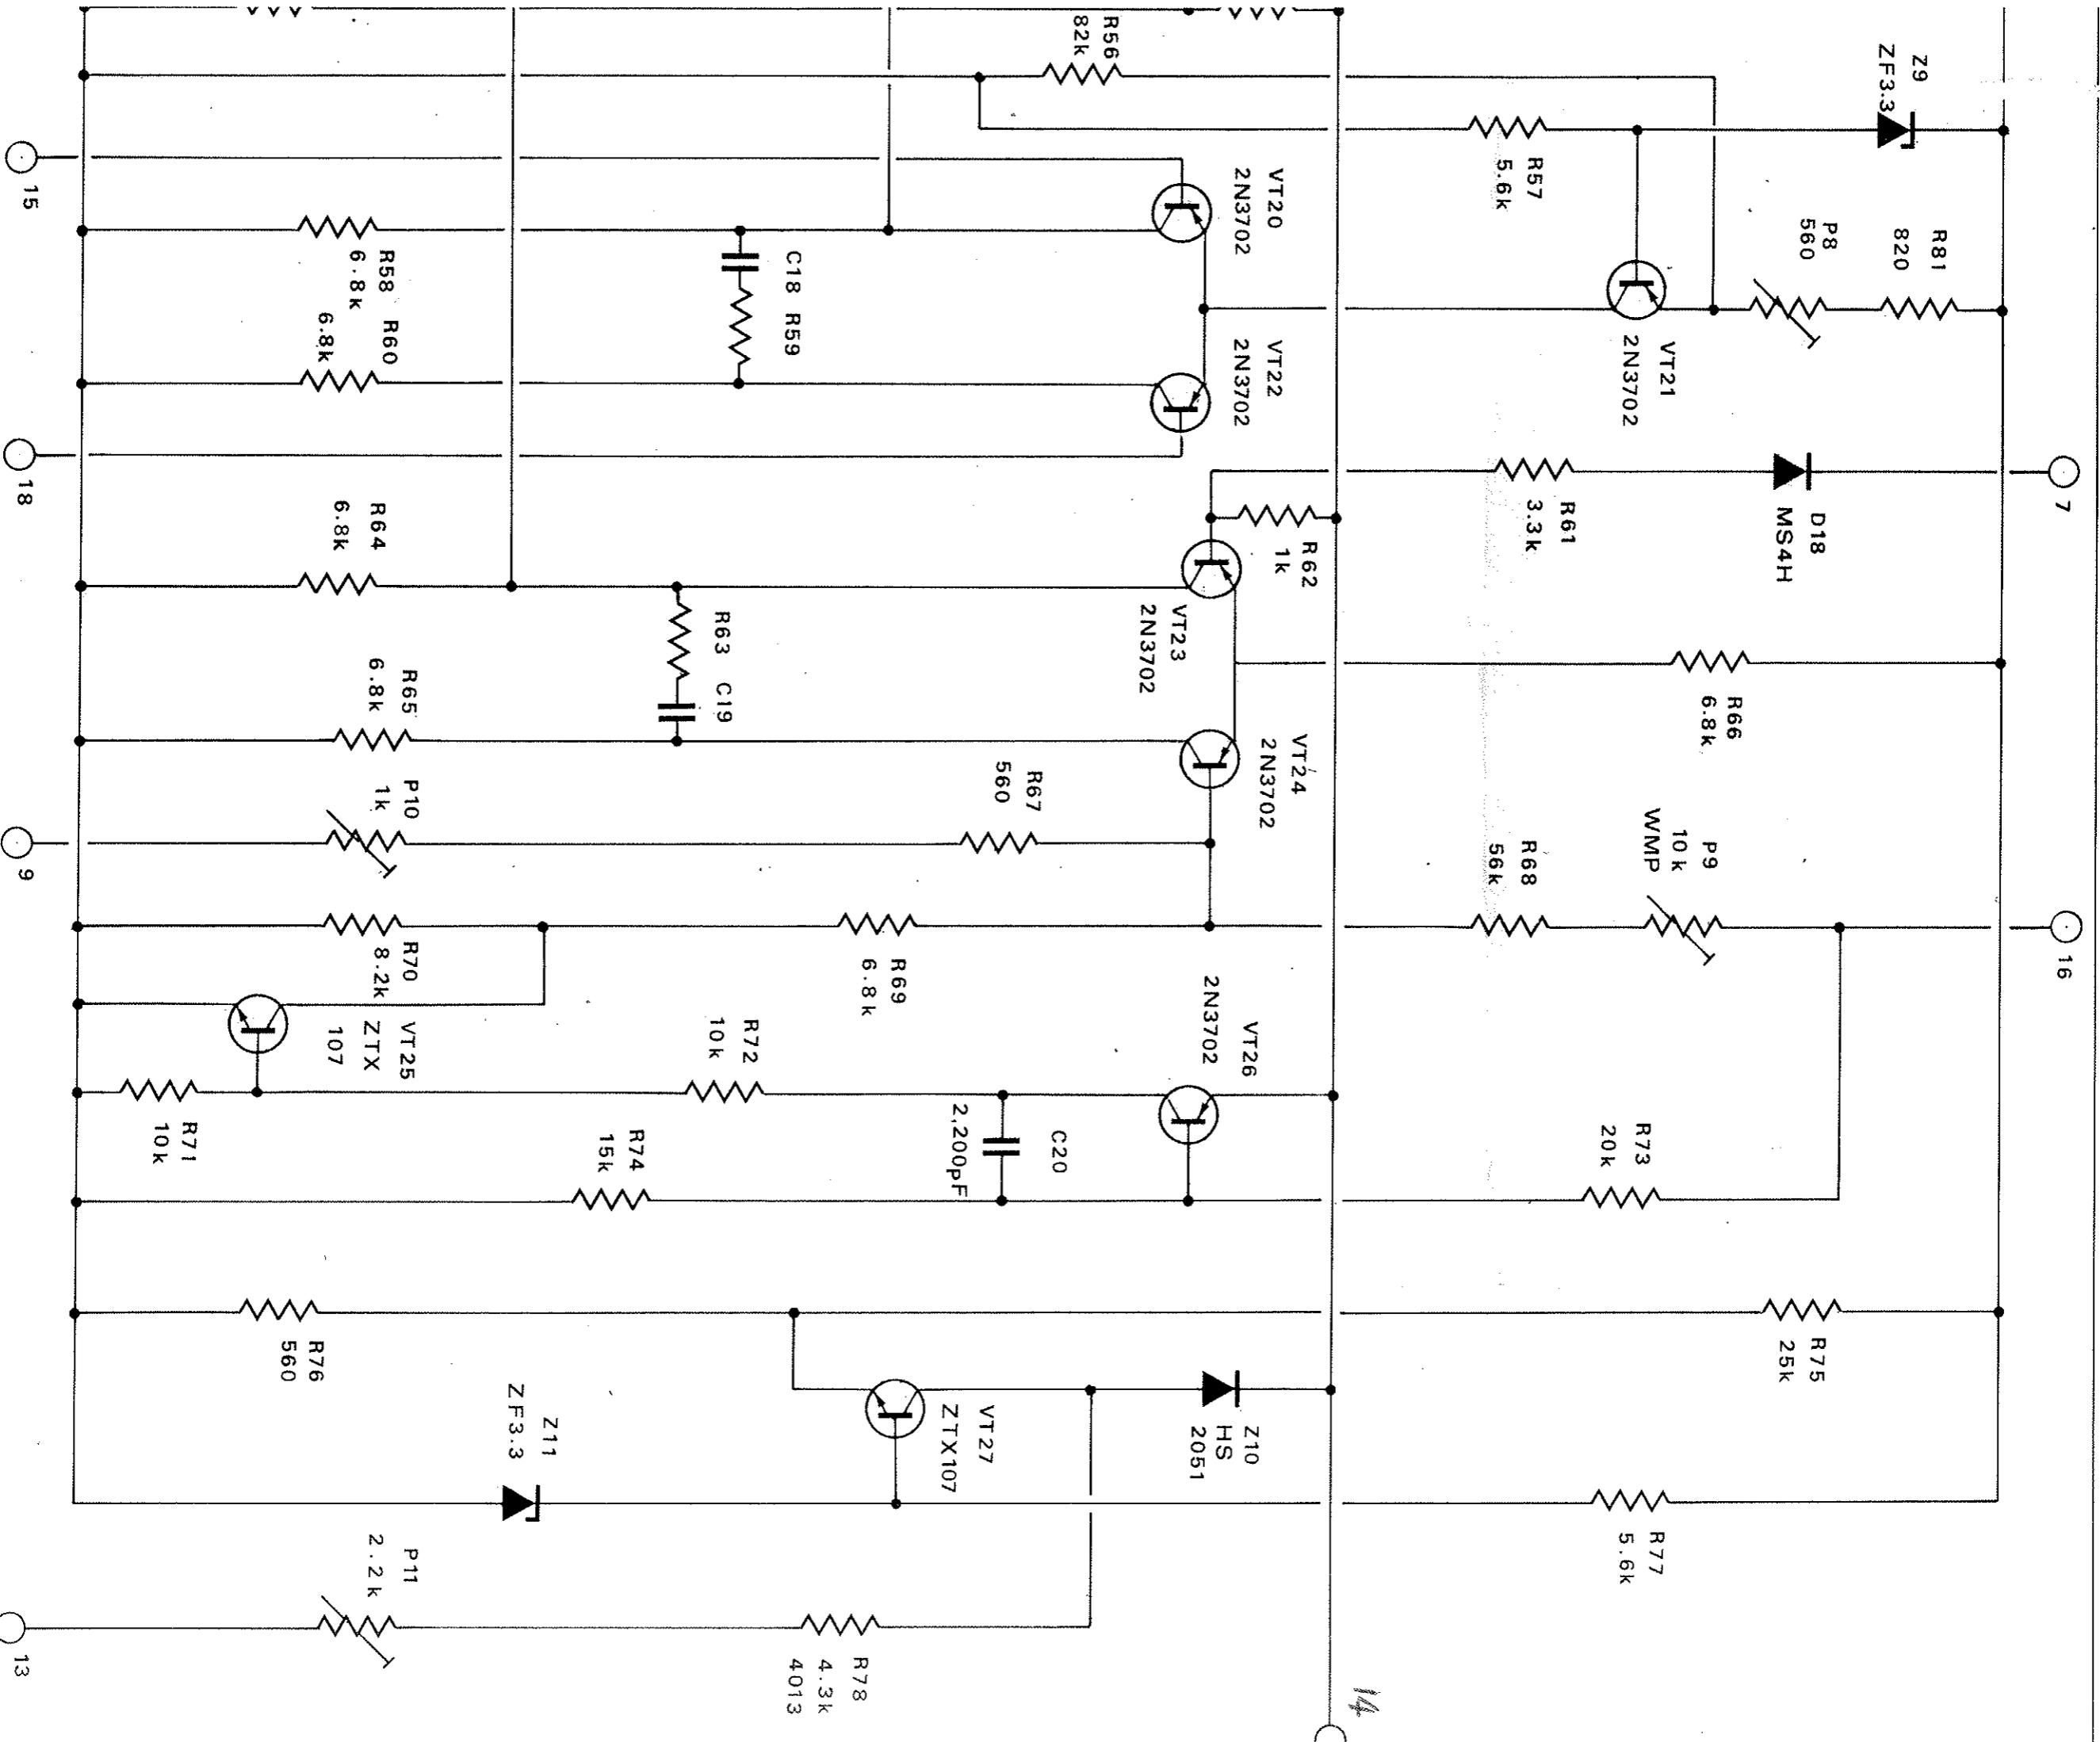 R56
82k
Z9
ZF3.3
R57
5.6k
15
VT20
2N3702
P8
560
R81
820
R58
6.8k
C18
R59
R60
6.8k
VT22
2N3702
VT21
2N3702
18
7
R64
6.8k
R62
1k
R61
3.3k
D18
MS4H
R63
C19
VT23
2N3702
R65
6.8k
VT24
2N3702
R66
6.8k
P10
1k
R67
560
R68
56k
P9
10k
WMP
9
16
R70
8.2k
R69
6.8k
VT25
ZTX
107
R72
10k
VT26
2N3702
R71
10k
R74
15k
C20
2,200pF
R73
20k
R76
560
R75
25k
Z11
ZF3.3
VT27
ZTX107
Z10
HS
2051
P11
2.2k
R77
5.6k
R78
4.3k
4013
13
14